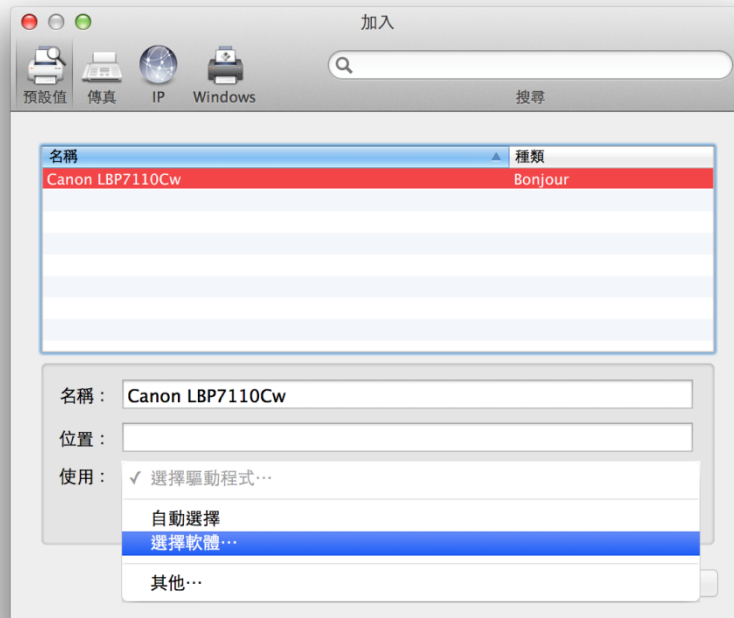 加入
預設值 傳真 IP Windows 搜尋
名稱 種類
Canon LBP7110Cw Bonjour
名稱： Canon LBP7110Cw
位置：
使用： ✓ 選擇驅動程式…
自動選擇
選擇軟體…
其他…